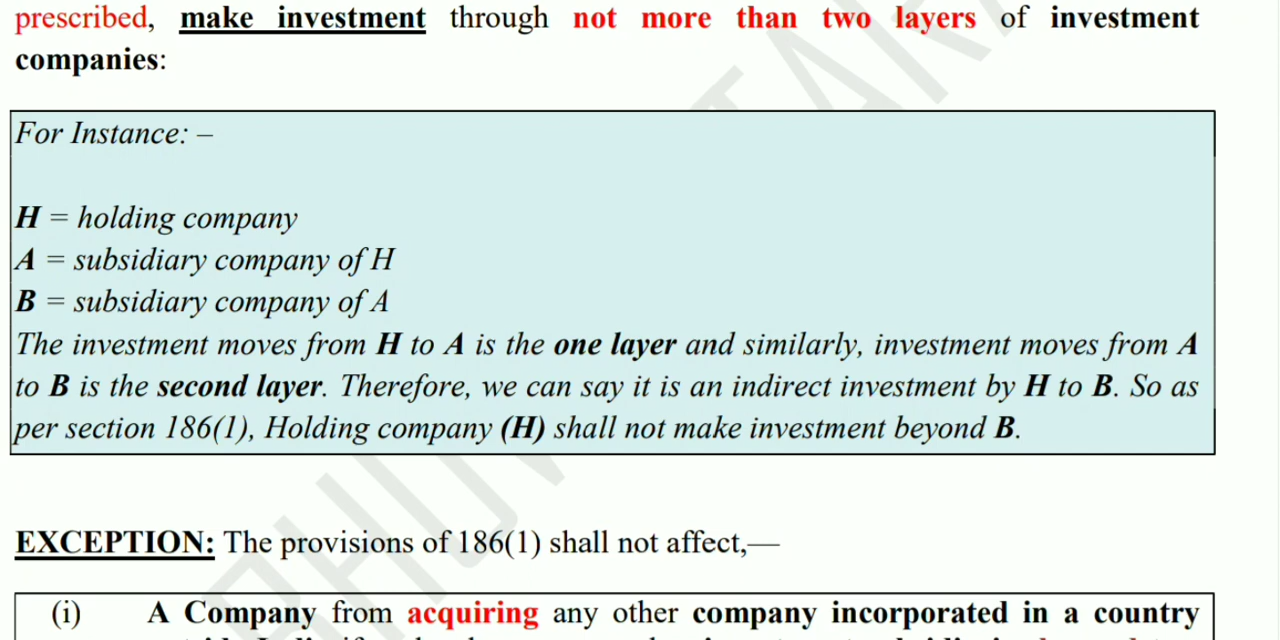 prescribed, make investment through not more than two layers of investment
companies:
For Instance: –
H = holding company
A = subsidiary company of H
B = subsidiary company of A
The investment moves from H to A is the one layer and similarly, investment moves from A
to B is the second layer. Therefore, we can say it is an indirect investment by H to B. So as
per section 186(1), Holding company (H) shall not make investment beyond B.
EXCEPTION: The provisions of 186(1) shall not affect,—
(i) A Company from acquiring any other company incorporated in a country